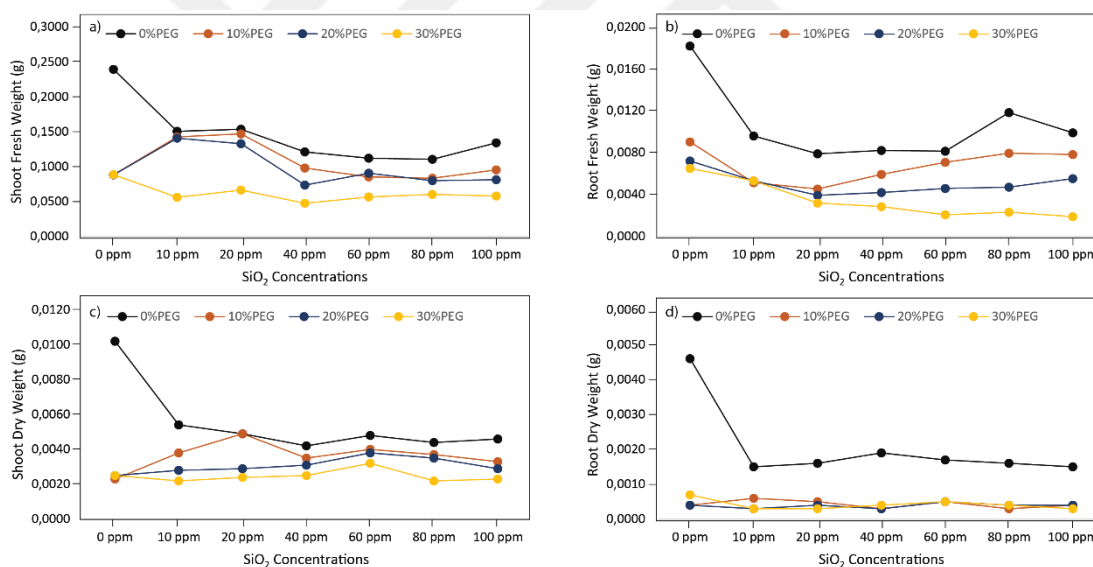 a) 0%PEG 10%PEG 20%PEG 30%PEG
Shoot Fresh Weight (g)
0,3000
0,2500
0,2000
0,1500
0,1000
0,0500
0,0000
0 ppm 10 ppm 20 ppm 40 ppm 60 ppm 80 ppm 100 ppm
SiO₂ Concentrations
b) 0%PEG 10%PEG 20%PEG 30%PEG
Root Fresh Weight (g)
0,0200
0,0160
0,0120
0,0080
0,0040
0,0000
0 ppm 10 ppm 20 ppm 40 ppm 60 ppm 80 ppm 100 ppm
SiO₂ Concentrations
c) 0%PEG 10%PEG 20%PEG 30%PEG
Shoot Dry Weight (g)
0,0120
0,0100
0,0080
0,0060
0,0040
0,0020
0,0000
0 ppm 10 ppm 20 ppm 40 ppm 60 ppm 80 ppm 100 ppm
SiO₂ Concentrations
d) 0%PEG 10%PEG 20%PEG 30%PEG
Root Dry Weight (g)
0,0060
0,0050
0,0040
0,0030
0,0020
0,0010
0,0000
0 ppm 10 ppm 20 ppm 40 ppm 60 ppm 80 ppm 100 ppm
SiO₂ Concentrations